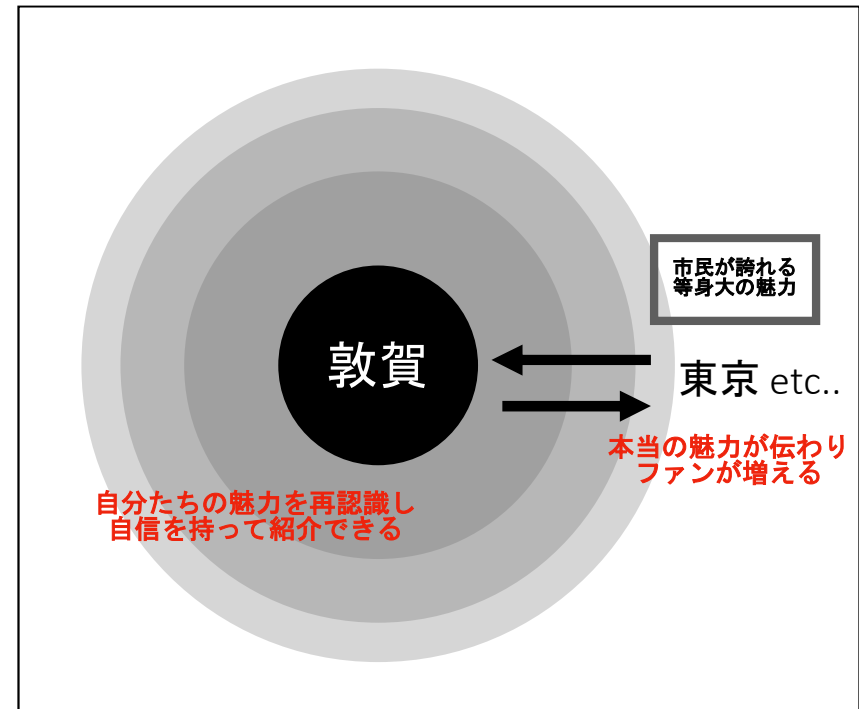 市民が誇れる
等身大の魅力
敦賀
東京 etc..
本当の魅力が伝わり
ファンが増える
自分たちの魅力を再認識し
自信を持って紹介できる